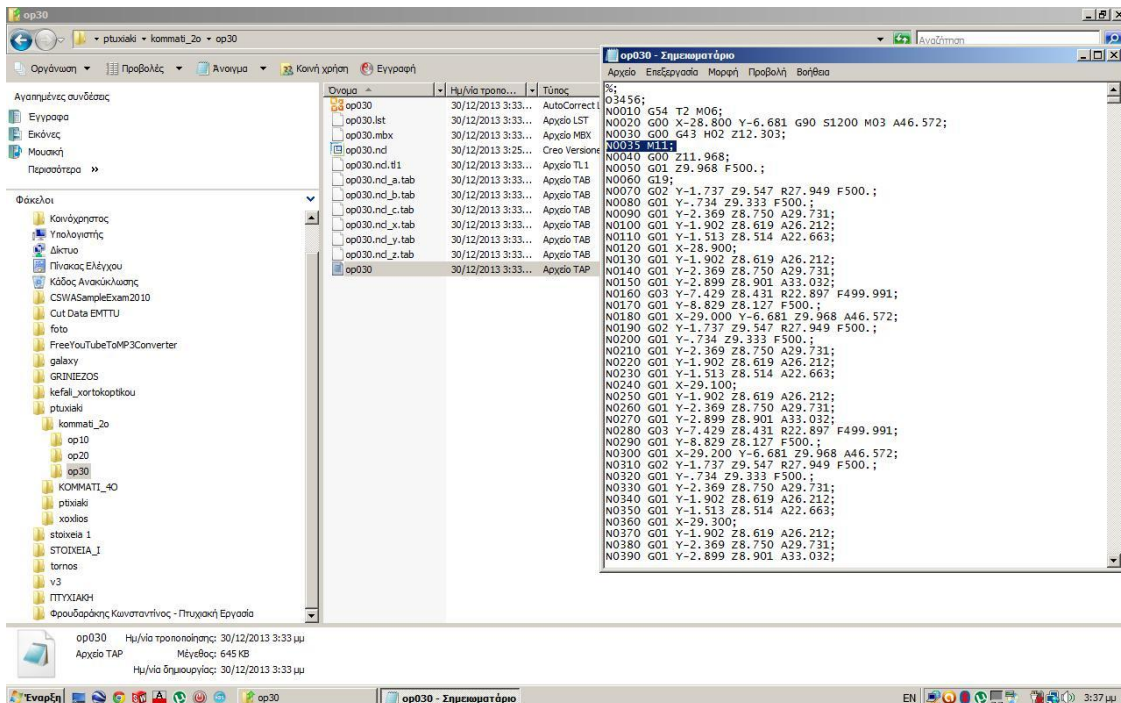 op30
ptuxiaki ▸ kommati_2o ▸ op30
Αναζήτηση
Οργάνωση
Προβολές
Άνοιγμα
Κοινή χρήση
Εγγραφή
Αγαπημένες συνδέσεις
Έγγραφα
Εικόνες
Μουσική
Περισσότερα »
Φάκελοι
Κοινόχρηστος
Υπολογιστής
Δίκτυο
Πίνακας Ελέγχου
Κάδος Ανακύκλωσης
CSWASampleExam2010
Cut Data EMTTU
foto
FreeYouTubeToMP3Converter
galaxy
GRINIEZOS
kefali_xortokoptikou
ptuxiaki
kommati_2o
op10
op20
op30
KOMMATI_4O
ptixiaki
xoxlios
stoixeia 1
STOIXEIA_I
tornos
v3
ΠΤΥΧΙΑΚΗ
Φρουδαράκης Κωνσταντίνος - Πτυχιακή Εργασία
Όνομα Ημ/νία τροπο... Τύπος
op030 30/12/2013 3:33... AutoCorrect L
op030.lst 30/12/2013 3:33... Αρχείο LST
op030.mbx 30/12/2013 3:33... Αρχείο MBX
op030.ncl 30/12/2013 3:25... Creo Versione
op030.ncl.tl1 30/12/2013 3:33... Αρχείο TL1
op030.ncl_a.tab 30/12/2013 3:33... Αρχείο TAB
op030.ncl_b.tab 30/12/2013 3:33... Αρχείο TAB
op030.ncl_c.tab 30/12/2013 3:33... Αρχείο TAB
op030.ncl_x.tab 30/12/2013 3:33... Αρχείο TAB
op030.ncl_y.tab 30/12/2013 3:33... Αρχείο TAB
op030.ncl_z.tab 30/12/2013 3:33... Αρχείο TAB
op030 30/12/2013 3:33... Αρχείο TAP
op030 - Σημειωματάριο
Αρχείο Επεξεργασία Μορφή Προβολή Βοήθεια
%;
O3456;
N0010 G54 T2 M06;
N0020 G00 X-28.800 Y-6.681 G90 S1200 M03 A46.572;
N0030 G00 G43 H02 Z12.303;
N0035 M11;
N0040 G00 Z11.968;
N0050 G01 Z9.968 F500.;
N0060 G19;
N0070 G02 Y-1.737 Z9.547 R27.949 F500.;
N0080 G01 Y-.734 Z9.333 F500.;
N0090 G01 Y-2.369 Z8.750 A29.731;
N0100 G01 Y-1.902 Z8.619 A26.212;
N0110 G01 Y-1.513 Z8.514 A22.663;
N0120 G01 X-28.900;
N0130 G01 Y-1.902 Z8.619 A26.212;
N0140 G01 Y-2.369 Z8.750 A29.731;
N0150 G01 Y-2.899 Z8.901 A33.032;
N0160 G03 Y-7.429 Z8.431 R22.897 F499.991;
N0170 G01 Y-8.829 Z8.127 F500.;
N0180 G01 X-29.000 Y-6.681 Z9.968 A46.572;
N0190 G02 Y-1.737 Z9.547 R27.949 F500.;
N0200 G01 Y-.734 Z9.333 F500.;
N0210 G01 Y-2.369 Z8.750 A29.731;
N0220 G01 Y-1.902 Z8.619 A26.212;
N0230 G01 Y-1.513 Z8.514 A22.663;
N0240 G01 X-29.100;
N0250 G01 Y-1.902 Z8.619 A26.212;
N0260 G01 Y-2.369 Z8.750 A29.731;
N0270 G01 Y-2.899 Z8.901 A33.032;
N0280 G03 Y-7.429 Z8.431 R22.897 F499.991;
N0290 G01 Y-8.829 Z8.127 F500.;
N0300 G01 X-29.200 Y-6.681 Z9.968 A46.572;
N0310 G02 Y-1.737 Z9.547 R27.949 F500.;
N0320 G01 Y-.734 Z9.333 F500.;
N0330 G01 Y-2.369 Z8.750 A29.731;
N0340 G01 Y-1.902 Z8.619 A26.212;
N0350 G01 Y-1.513 Z8.514 A22.663;
N0360 G01 X-29.300;
N0370 G01 Y-1.902 Z8.619 A26.212;
N0380 G01 Y-2.369 Z8.750 A29.731;
N0390 G01 Y-2.899 Z8.901 A33.032;
op030 Ημ/νία τροποποίησης: 30/12/2013 3:33 μμ
Αρχείο TAP Μέγεθος: 645 KB
Ημ/νία δημιουργίας: 30/12/2013 3:33 μμ
Έναρξη
op30
op030 - Σημειωματάριο
EN
3:37 μμ